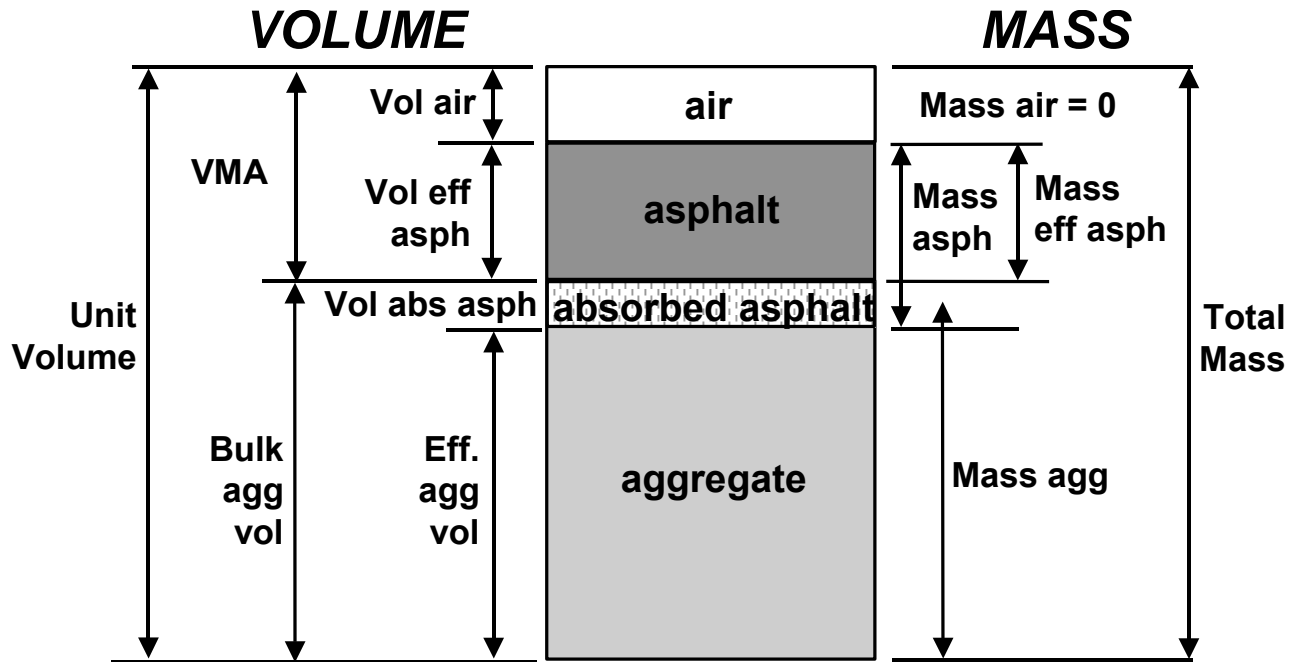 VOLUME
MASS
Vol air
air
Mass air = 0
VMA
Vol eff
asph
asphalt
Mass
asph
Mass
eff asph
Unit
Volume
Vol abs asph
absorbed asphalt
Total
Mass
Bulk
agg
vol
Eff.
agg
vol
aggregate
Mass agg